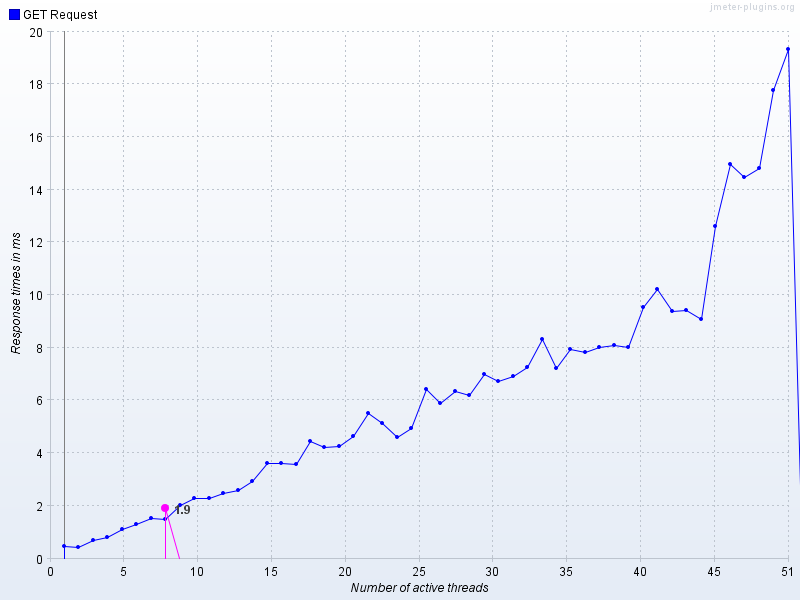 GET Request
jmeter-plugins.org
20
18
16
14
12
10
8
6
4
2
0
Response times in ms
1.9
0 5 10 15 20 25 30 35 40 45 51
Number of active threads